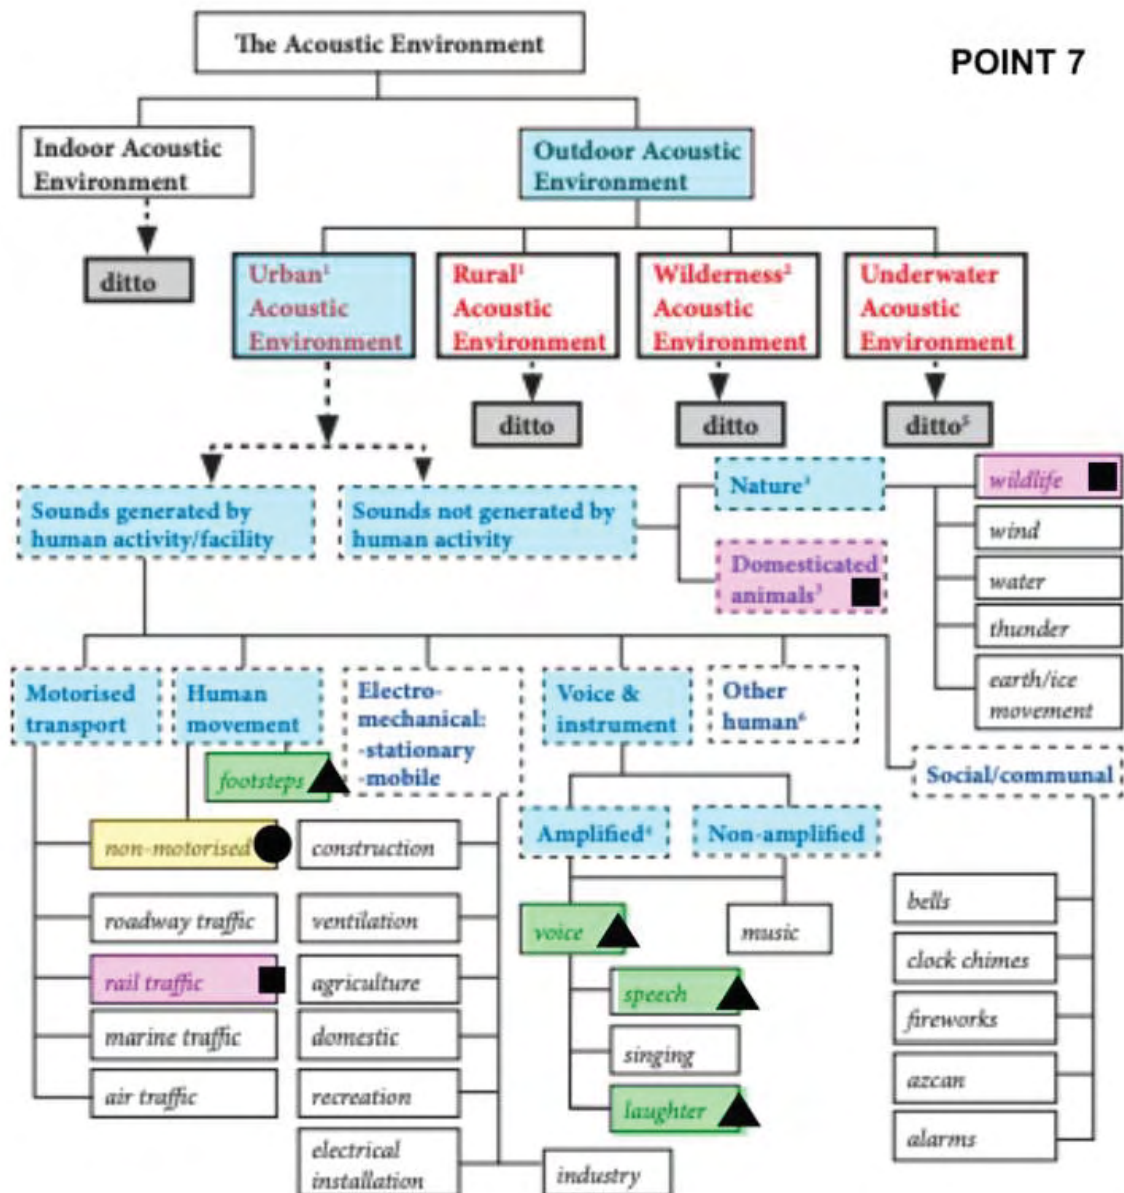 The Acoustic Environment
POINT 7
Indoor Acoustic
Environment
Outdoor Acoustic
Environment
ditto
Urban¹
Acoustic
Environment
Rural¹
Acoustic
Environment
Wilderness²
Acoustic
Environment
Underwater
Acoustic
Environment
ditto
ditto
ditto⁵
Sounds generated by
human activity/facility
Sounds not generated by
human activity
Nature³
Domesticated
animals³
wildlife
wind
water
thunder
earth/ice
movement
Motorised
transport
Human
movement
footsteps
Electro-
mechanical:
-stationary
-mobile
Voice &
instrument
Other
human⁶
Social/communal
non-motorised
roadway traffic
rail traffic
marine traffic
air traffic
construction
ventilation
agriculture
domestic
recreation
electrical
installation
industry
Amplified⁴
Non-amplified
voice
music
speech
singing
laughter
bells
clock chimes
fireworks
azcan
alarms